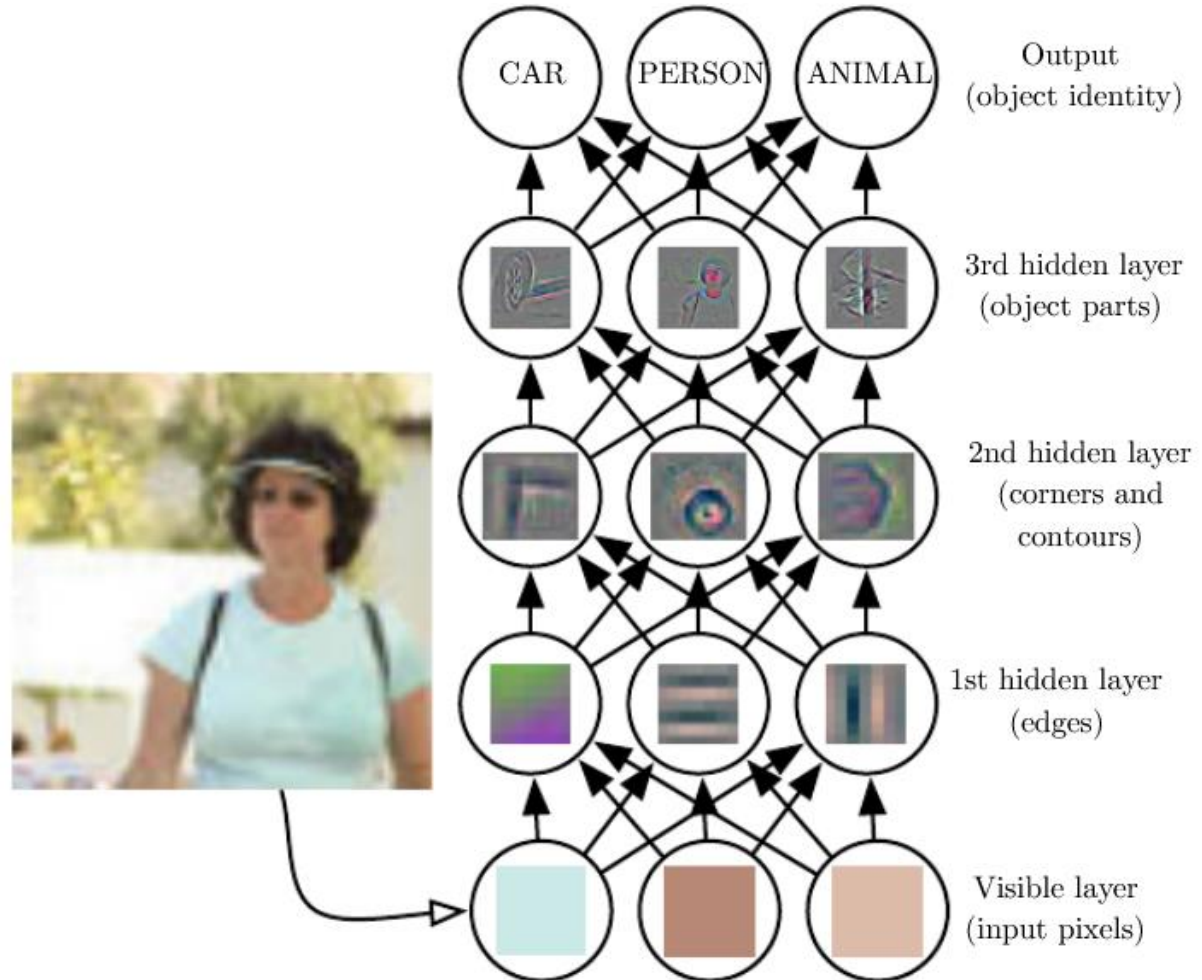 CAR PERSON ANIMAL
Output
(object identity)
3rd hidden layer
(object parts)
2nd hidden layer
(corners and
contours)
1st hidden layer
(edges)
Visible layer
(input pixels)